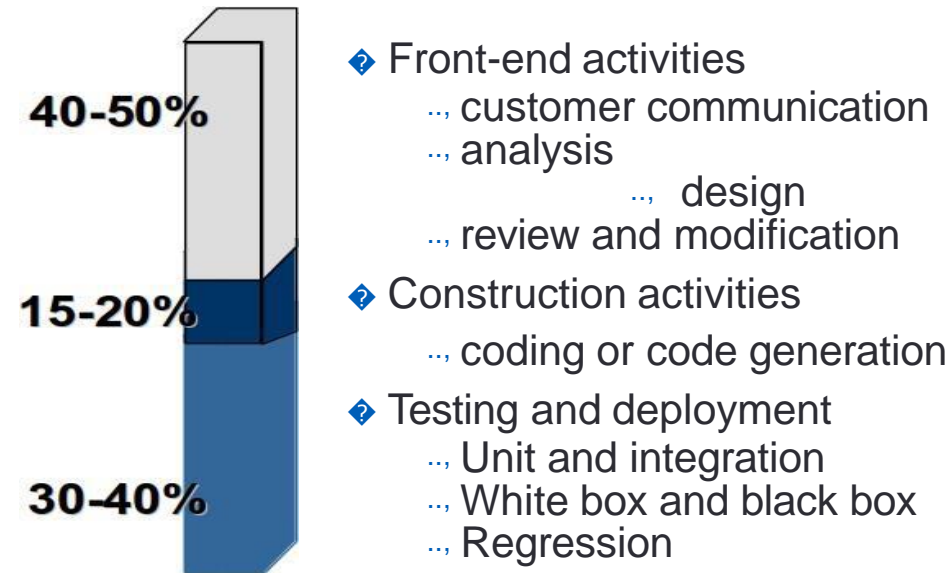 40-50%
15-20%
30-40%
Front-end activities
.., customer communication
.., analysis
.., design
.., review and modification
Construction activities
.., coding or code generation
Testing and deployment
.., Unit and integration
.., White box and black box
.., Regression